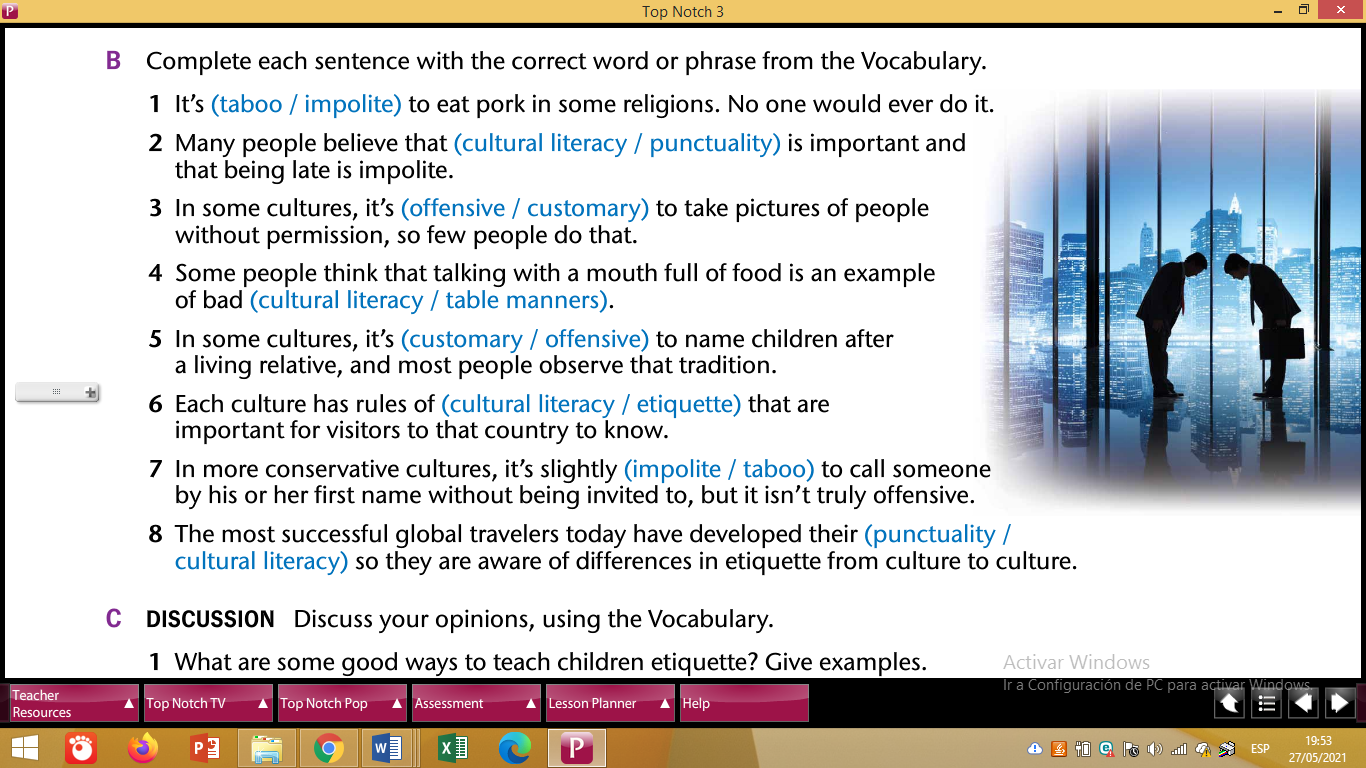 Top Notch 3
B Complete each sentence with the correct word or phrase from the Vocabulary.
1 It's (taboo / impolite) to eat pork in some religions. No one would ever do it.
2 Many people believe that (cultural literacy / punctuality) is important and
that being late is impolite.
3 In some cultures, it's (offensive / customary) to take pictures of people
without permission, so few people do that.
4 Some people think that talking with a mouth full of food is an example
of bad (cultural literacy / table manners).
5 In some cultures, it's (customary / offensive) to name children after
a living relative, and most people observe that tradition.
6 Each culture has rules of (cultural literacy / etiquette) that are
important for visitors to that country to know.
7 In more conservative cultures, it's slightly (impolite / taboo) to call someone
by his or her first name without being invited to, but it isn't truly offensive.
8 The most successful global travelers today have developed their (punctuality /
cultural literacy) so they are aware of differences in etiquette from culture to culture.
C DISCUSSION Discuss your opinions, using the Vocabulary.
1 What are some good ways to teach children etiquette? Give examples.
Activar Windows
Ir a Configuración de PC para activar Windows.
Teacher
Resources
Top Notch TV
Top Notch Pop
Assessment
Lesson Planner
Help
ESP
19:53
27/05/2021